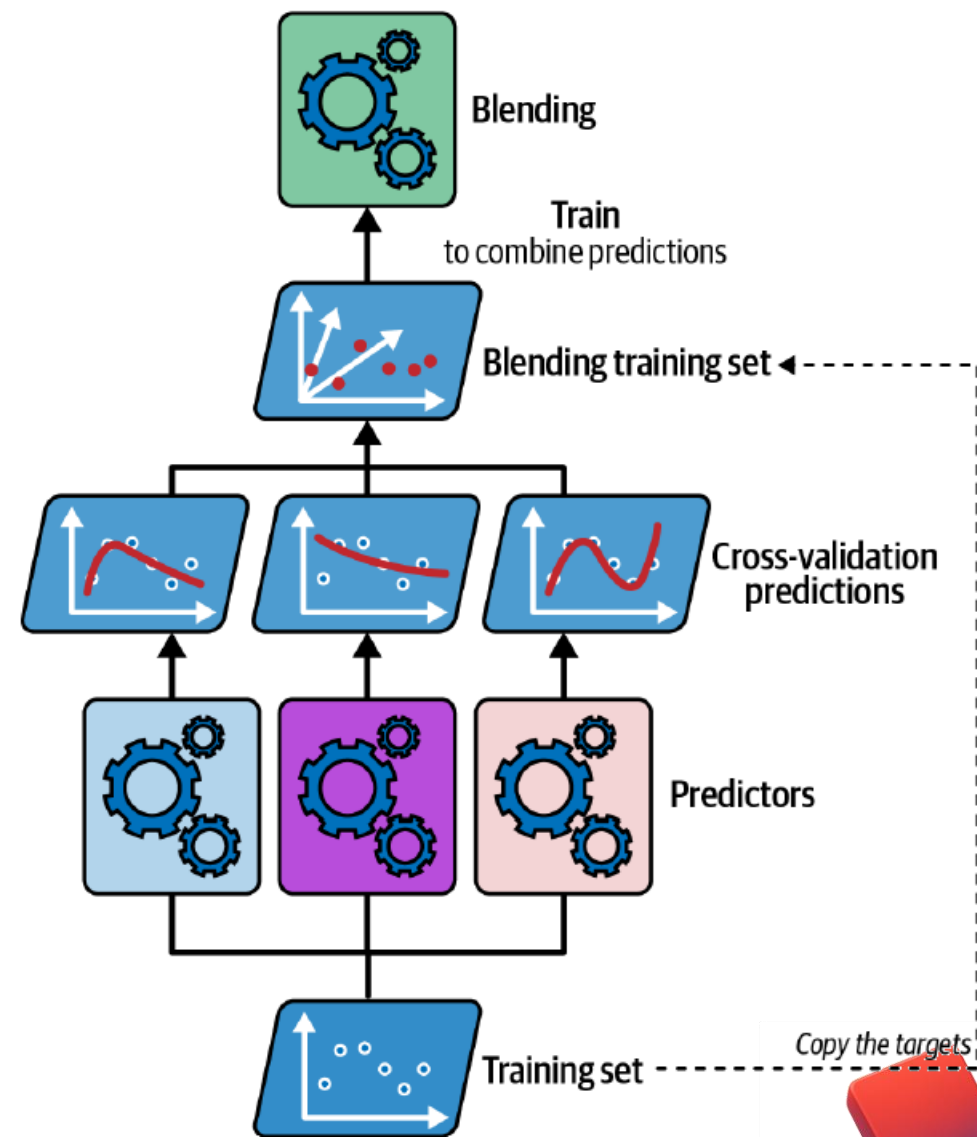 Blending
Train
to combine predictions
Blending training set
Cross-validation
predictions
Predictors
Copy the targets
Training set